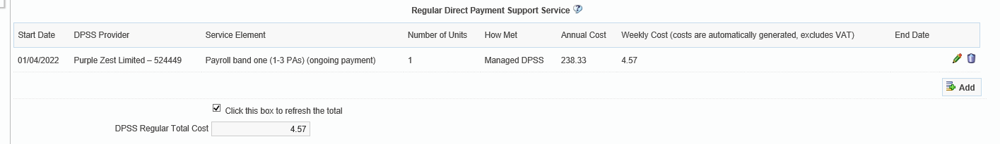 Regular Direct Payment Support Service
Start Date DPSS Provider Service Element Number of Units How Met Annual Cost Weekly Cost (costs are automatically generated, excludes VAT) End Date
01/04/2022 Purple Zest Limited – 524449 Payroll band one (1-3 PAs) (ongoing payment) 1 Managed DPSS 238.33 4.57
Add
Click this box to refresh the total
DPSS Regular Total Cost 4.57